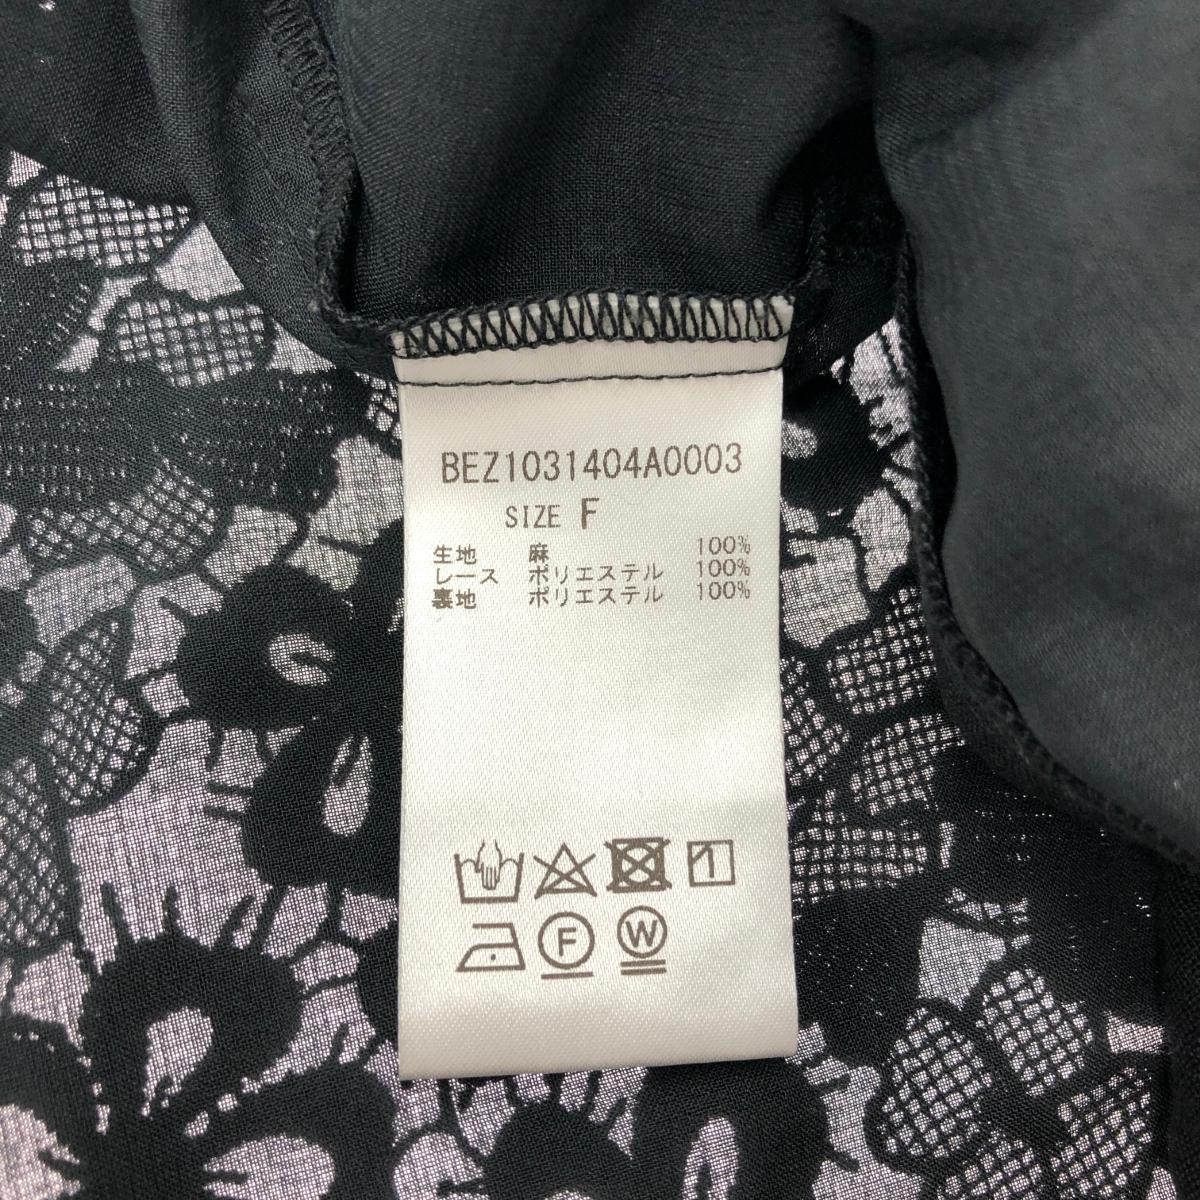 BEZ1031404A0003
SIZE F
生地 麻 100%
レース ポリエステル 100%
裏地 ポリエステル 100%
F W